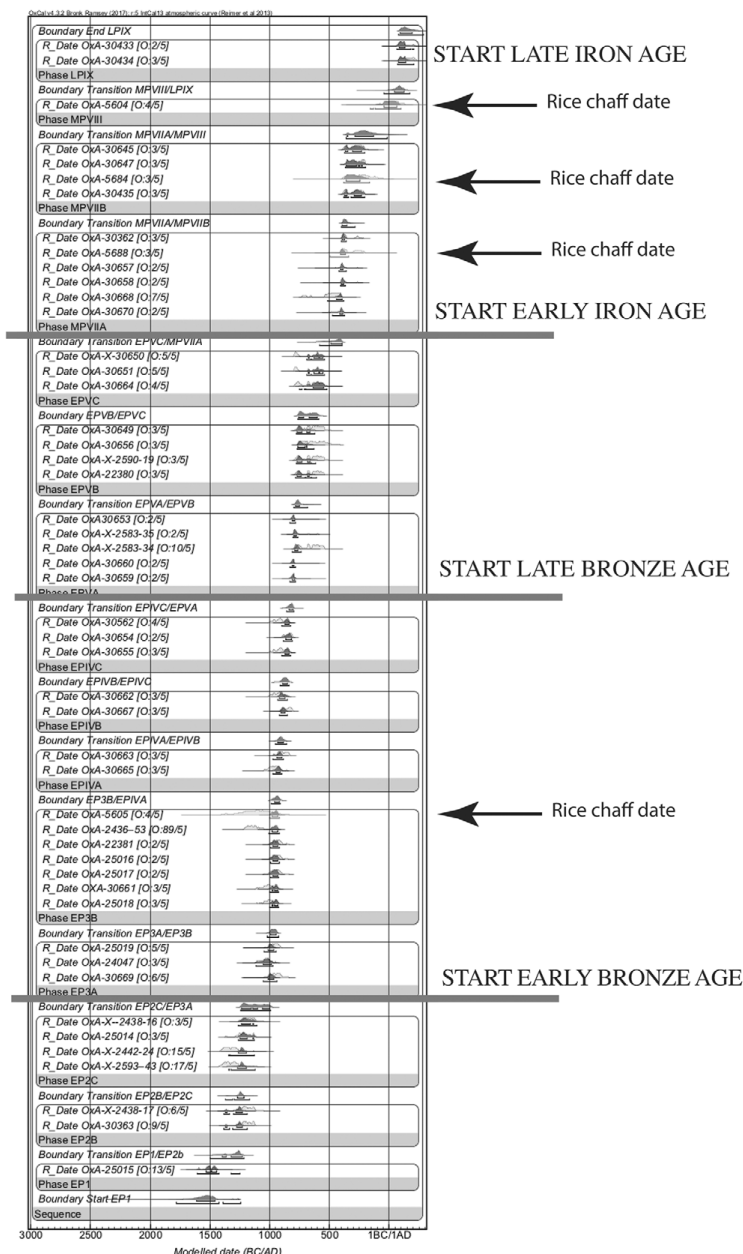 OxCal v4.3.2 Bronk Ramsey (2017); r:5 IntCal13 atmospheric curve (Reimer et al 2013)
Boundary End LPIX
R_Date OxA-30433 [O:2/5]
START LATE IRON AGE
R_Date OxA-30434 [O:3/5]
Phase LPIX
Boundary Transition MPVIII/LPIX
R_Date OxA-5604 [O:4/5]
Rice chaff date
Phase MPVIII
Boundary Transition MPVIIA/MPVIII
R_Date OxA-30645 [O:3/5]
R_Date OxA-30647 [O:3/5]
R_Date OxA-5684 [O:3/5]
Rice chaff date
R_Date OxA-30435 [O:3/5]
Phase MPVIIB
Boundary Transition MPVIIA/MPVIIB
R_Date OxA-30362 [O:3/5]
R_Date OxA-5688 [O:3/5]
Rice chaff date
R_Date OxA-30657 [O:2/5]
R_Date OxA-30658 [O:2/5]
R_Date OxA-30668 [O:7/5]
R_Date OxA-30670 [O:2/5]
START EARLY IRON AGE
Phase MPVIIA
Boundary Transition EPVC/MPVIIA
R_Date OxA-X-30650 [O:5/5]
R_Date OxA-30651 [O:5/5]
R_Date OxA-30664 [O:4/5]
Phase EPVC
Boundary EPVB/EPVC
R_Date OxA-30649 [O:3/5]
R_Date OxA-30656 [O:3/5]
R_Date OxA-X-2590-19 [O:3/5]
R_Date OxA-22380 [O:3/5]
Phase EPVB
Boundary Transition EPVA/EPVB
R_Date OxA30653 [O:2/5]
R_Date OxA-X-2583-35 [O:2/5]
R_Date OxA-X-2583-34 [O:10/5]
R_Date OxA-30660 [O:2/5]
START LATE BRONZE AGE
R_Date OxA-30659 [O:2/5]
Phase EPVA
Boundary Transition EPIVC/EPVA
R_Date OxA-30562 [O:4/5]
R_Date OxA-30654 [O:2/5]
R_Date OxA-30655 [O:3/5]
Phase EPIVC
Boundary EPIVB/EPIVC
R_Date OxA-30662 [O:3/5]
R_Date OxA-30667 [O:3/5]
Phase EPIVB
Boundary Transition EPIVA/EPIVB
R_Date OxA-30663 [O:3/5]
R_Date OxA-30665 [O:3/5]
Phase EPIVA
Boundary EP3B/EPIVA
R_Date OxA-5605 [O:4/5]
Rice chaff date
R_Date OxA-2436–53 [O:89/5]
R_Date OxA-22381 [O:2/5]
R_Date OxA-25016 [O:2/5]
R_Date OxA-25017 [O:2/5]
R_Date OXA-30661 [O:3/5]
R_Date OxA-25018 [O:3/5]
Phase EP3B
Boundary Transition EP3A/EP3B
R_Date OxA-25019 [O:5/5]
R_Date OxA-24047 [O:3/5]
R_Date OxA-30669 [O:6/5]
START EARLY BRONZE AGE
Phase EP3A
Boundary Transition EP2C/EP3A
R_Date OxA-X--2438-16 [O:3/5]
R_Date OxA-25014 [O:3/5]
R_Date OxA-X-2442-24 [O:15/5]
R_Date OxA-X-2593–43 [O:17/5]
Phase EP2C
Boundary Transition EP2B/EP2C
R_Date OxA-X-2438-17 [O:6/5]
R_Date OxA-30363 [O:9/5]
Phase EP2B
Boundary Transition EP1/EP2b
R_Date OxA-25015 [O:13/5]
Phase EP1
Boundary Start EP1
Sequence
3000 2500 2000 1500 1000 500 1BC/1AD
Modelled date (BC/AD)